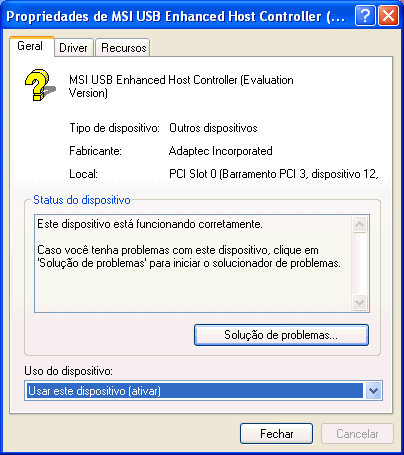 Propriedades de MSI USB Enhanced Host Controller (...
Geral Driver Recursos
MSI USB Enhanced Host Controller (Evaluation
Version)
Tipo de dispositivo: Outros dispositivos
Fabricante: Adaptec Incorporated
Local: PCI Slot 0 (Barramento PCI 3, dispositivo 12,
Status do dispositivo
Este dispositivo está funcionando corretamente.
Caso você tenha problemas com este dispositivo, clique em
'Solução de problemas' para iniciar o solucionador de problemas.
Solução de problemas...
Uso do dispositivo:
Usar este dispositivo (ativar)
Fechar Cancelar